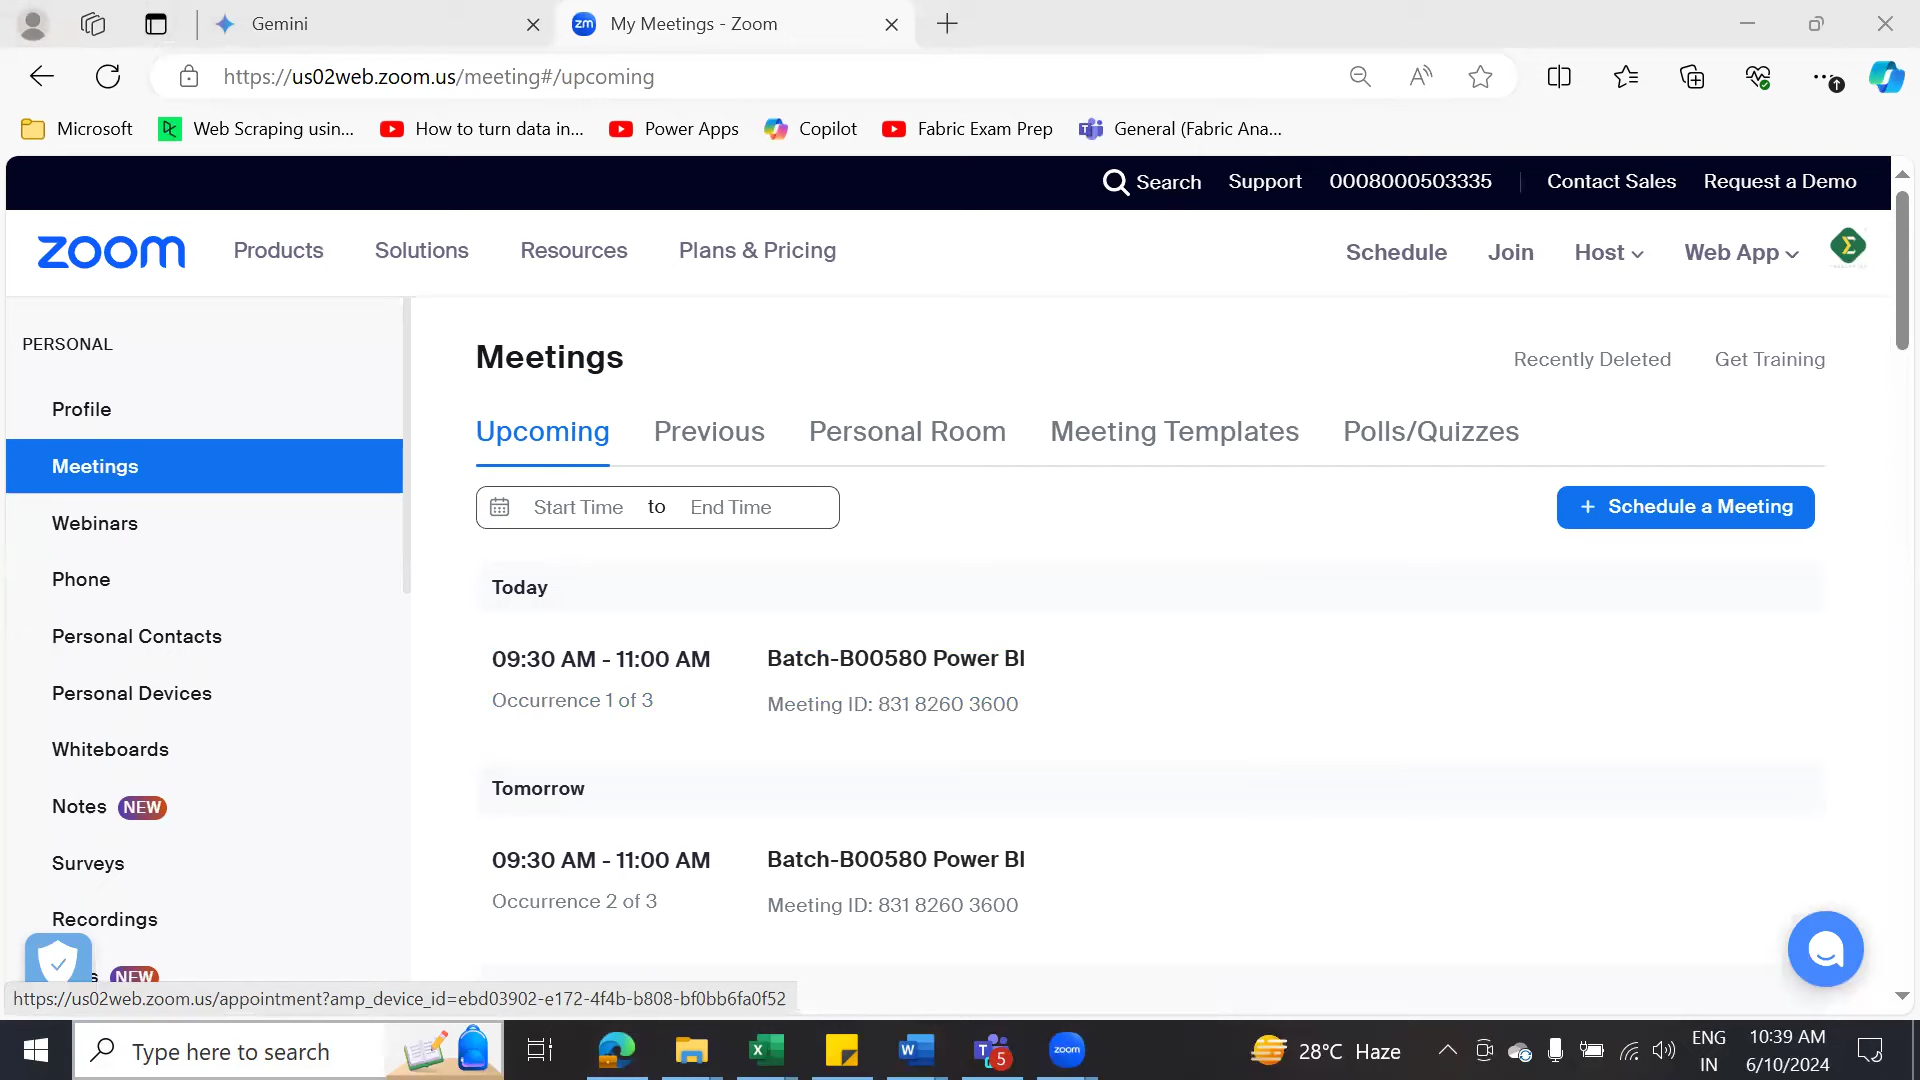 Gemini
zm My Meetings - Zoom
https://us02web.zoom.us/meeting#/upcoming
Microsoft
Web Scraping usin...
How to turn data in...
Power Apps
Copilot
Fabric Exam Prep
General (Fabric Ana...
Search Support 0008000503335 Contact Sales Request a Demo
zoom Products Solutions Resources Plans & Pricing Schedule Join Host Web App
PERSONAL
Profile
Meetings
Webinars
Phone
Personal Contacts
Personal Devices
Whiteboards
Notes NEW
Surveys
Recordings
s NEW
Meetings
Recently Deleted Get Training
Upcoming Previous Personal Room Meeting Templates Polls/Quizzes
Start Time to End Time
+ Schedule a Meeting
Today
09:30 AM - 11:00 AM Batch-B00580 Power BI
Occurrence 1 of 3 Meeting ID: 831 8260 3600
Tomorrow
09:30 AM - 11:00 AM Batch-B00580 Power BI
Occurrence 2 of 3 Meeting ID: 831 8260 3600
https://us02web.zoom.us/appointment?amp_device_id=ebd03902-e172-4f4b-b808-bf0bb6fa0f52
Type here to search
5
zoom
28°C Haze
ENG
IN
10:39 AM
6/10/2024